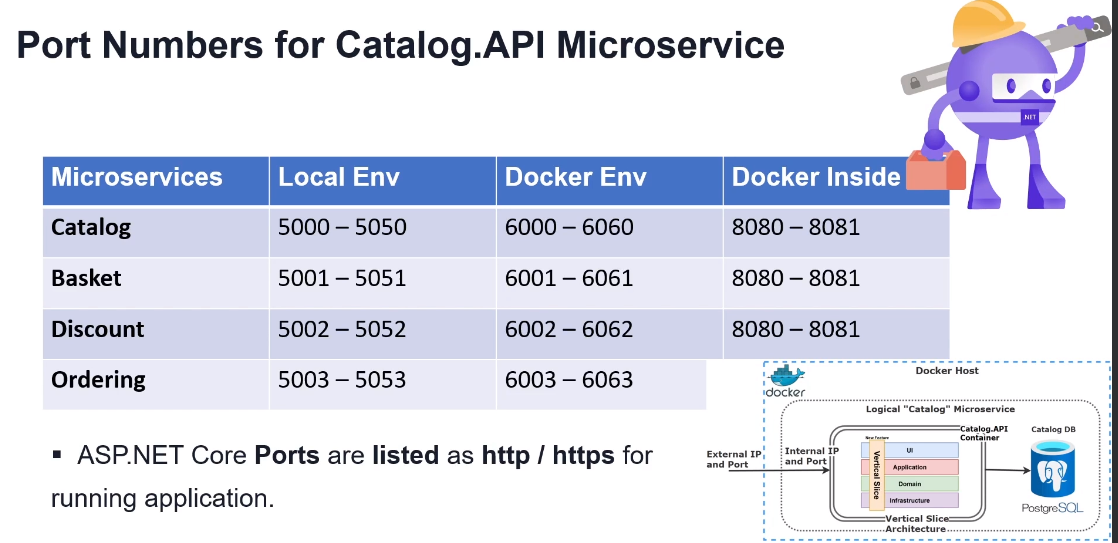 Port Numbers for Catalog.API Microservice
.NET
Microservices Local Env Docker Env Docker Inside
Catalog 5000 – 5050 6000 – 6060 8080 – 8081
Basket 5001 – 5051 6001 – 6061 8080 – 8081
Discount 5002 – 5052 6002 – 6062 8080 – 8081
Ordering 5003 – 5053 6003 – 6063
▪ ASP.NET Core Ports are listed as http / https for
running application.
docker
Docker Host
Logical "Catalog" Microservice
External IP
and Port
Internal IP
and Port
Catalog.API
Container
New Feature
Vertical Slice
UI
Application
Domain
Infrastructure
Vertical Slice
Architecture
Catalog DB
PostgreSQL